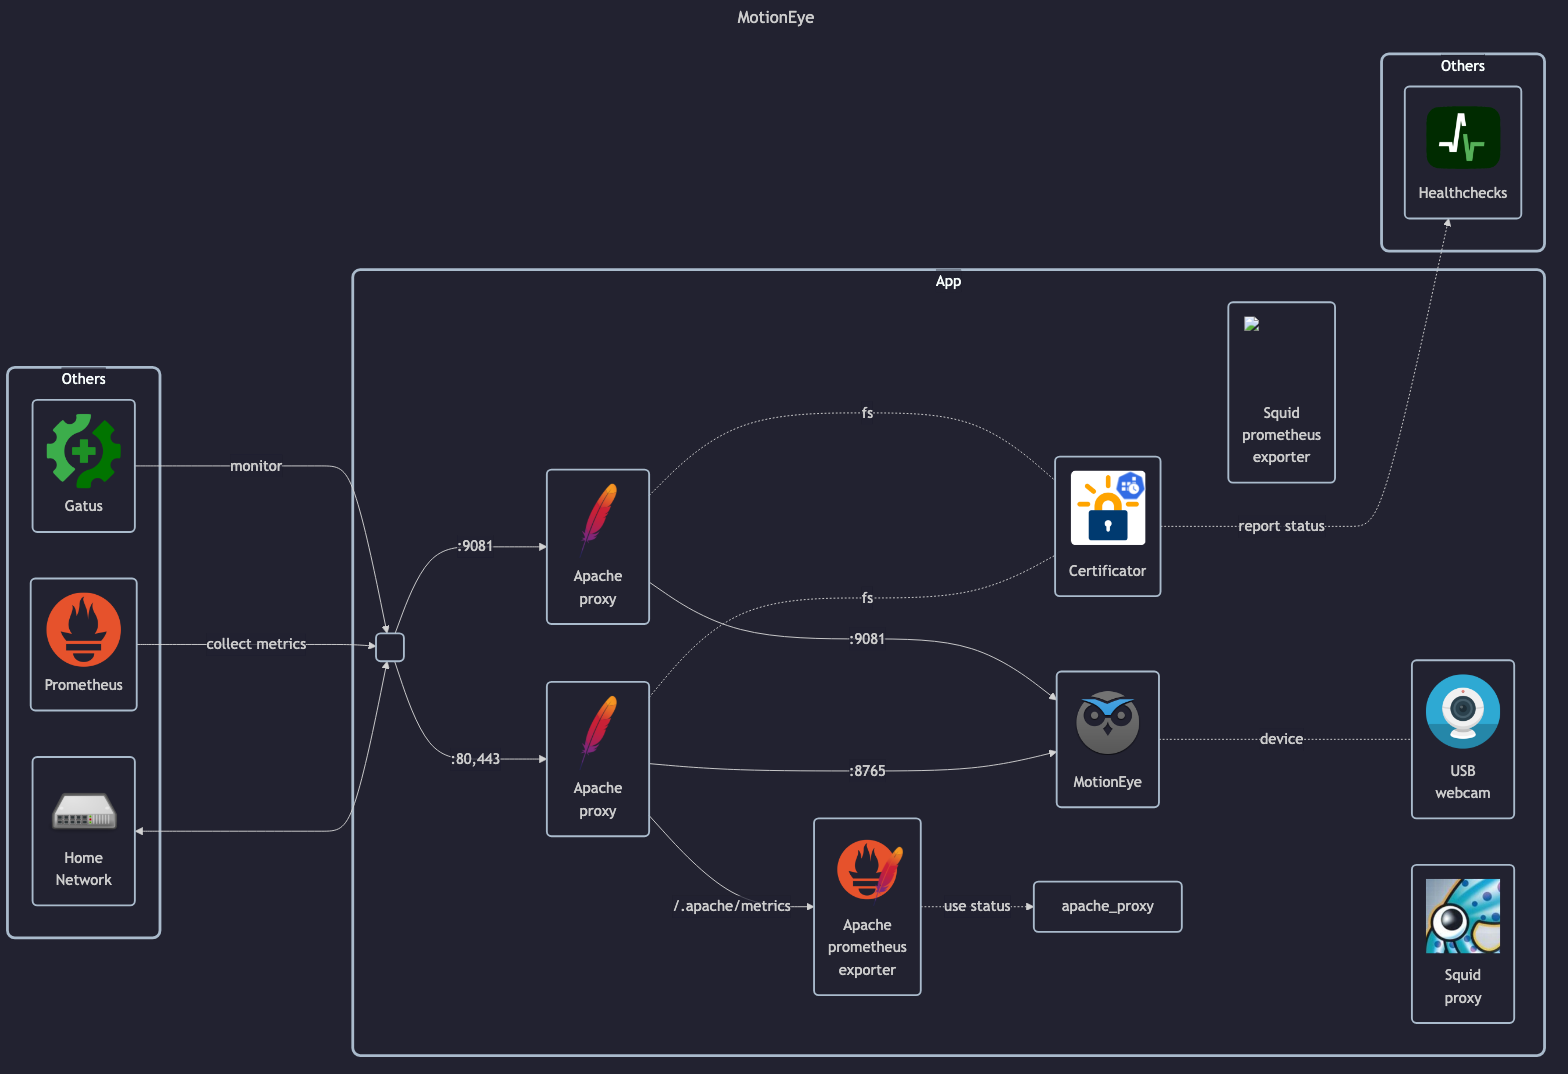 MotionEye
Others
Healthchecks
App
Squid
prometheus
exporter
Others
Gatus
monitor
Prometheus
collect metrics
Home
Network
:9081
Apache
proxy
:80,443
Apache
proxy
fs
fs
:9081
:8765
/.apache/metrics
Certificator
report status
MotionEye
device
USB
webcam
Apache
prometheus
exporter
use status
apache_proxy
Squid
proxy